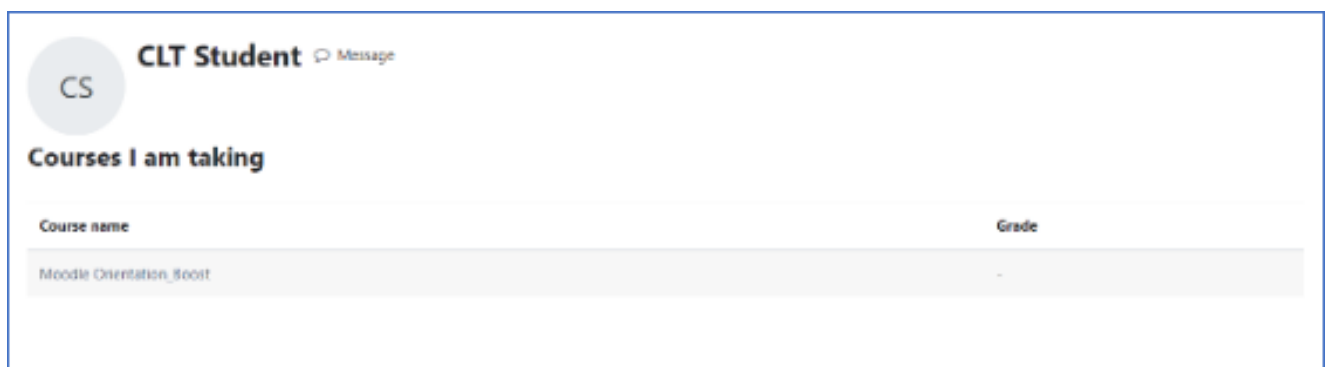 CLT Student Message
CS
Courses I am taking
Course name Grade
Moodle Orientation_Boost -